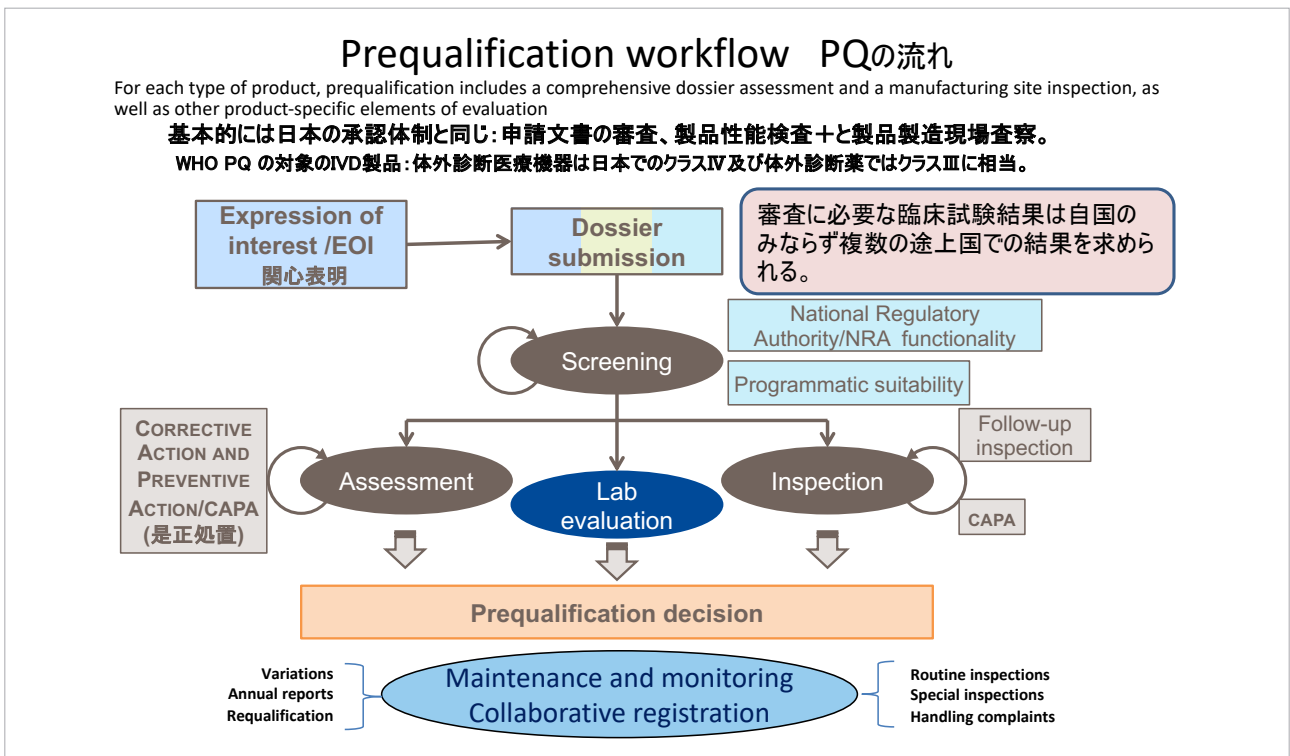 Prequalification workflow PQの流れ
For each type of product, prequalification includes a comprehensive dossier assessment and a manufacturing site inspection, as
well as other product-specific elements of evaluation
基本的には日本の承認体制と同じ：申請文書の審査、製品性能検査＋と製品製造現場査察。
WHO PQ の対象のIVD製品：体外診断医療機器は日本でのクラスⅣ及び体外診断薬ではクラスⅢに相当。
Expression of
interest /EOI
関心表明
Dossier
submission
審査に必要な臨床試験結果は自国の
みならず複数の途上国での結果を求めら
れる。
National Regulatory
Authority/NRA functionality
Screening
Programmatic suitability
CORRECTIVE
ACTION AND
PREVENTIVE
ACTION/CAPA
(是正処置)
Assessment
Lab
evaluation
Inspection
Follow-up
inspection
CAPA
Prequalification decision
Variations
Annual reports
Requalification
Maintenance and monitoring
Collaborative registration
Routine inspections
Special inspections
Handling complaints